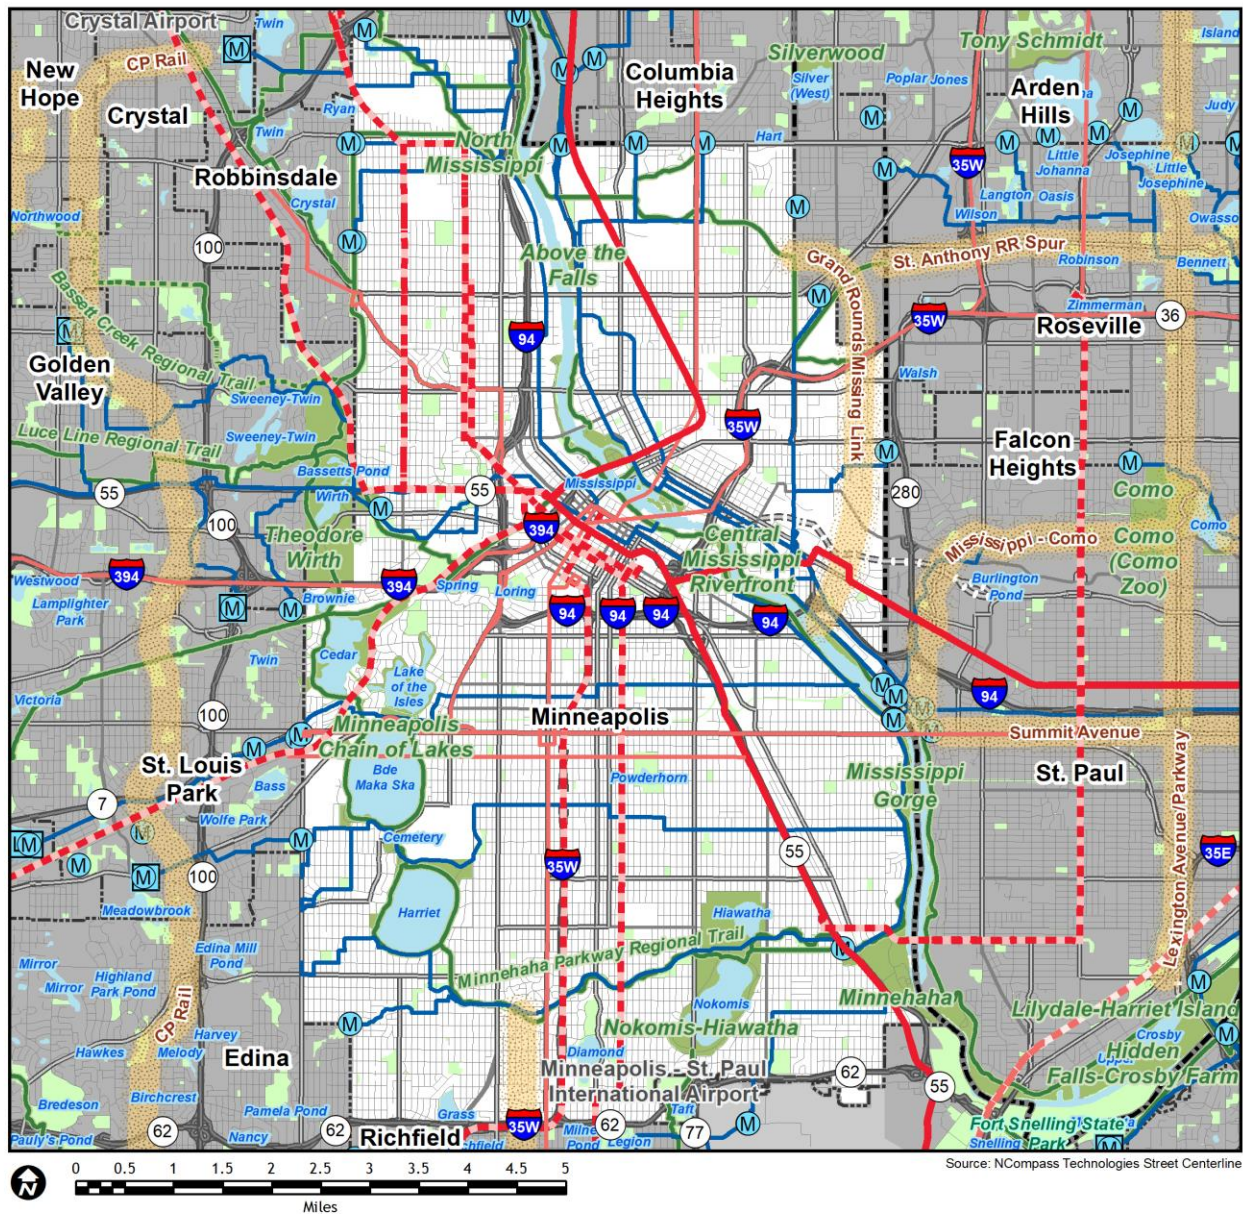 Crystal Airport
Twin
M
M
M
Island
CP Rail
New
Hope
Crystal
Ryan
Twin
North
Mississippi
Columbia
Heights
Silverwood
Silver
(West)
Poplar
Jones
Tony Schmidt
Arden
Hills
Judy
Hart
35W
Little
Johanna
Josephine
Little
Josephine
Robbinsdale
Crystal
Northwood
100
Langton
Oasis
Wilson
Owasso
Above the
Falls
Grand Rounds Missing Link
St. Anthony RR Spur
Robinson
Bennett
Bassett Creek Regional Trail
94
35W
Zimmerman
Roseville
36
Golden
Valley
Sweeney-Twin
Walsh
35W
Luce Line Regional Trail
Sweeney-Twin
Falcon
Heights
Bassetts Pond
Wirth
55
55
Mississippi
280
Como
100
Como
394
Theodore
Wirth
Central
Mississippi
Riverfront
Mississippi - Como
Como
(Como
Zoo)
Westwood
394
394
Lamplighter
Park
Brownie
Spring
Loring
Burlington
Pond
94
94
94
94
Twin
Cedar
Lake
of the
Isles
Victoria
100
94
Minneapolis
Minneapolis
Chain of Lakes
Summit Avenue
St. Louis
Park
Bde
Maka Ska
Powderhorn
Mississippi
Gorge
St. Paul
Bass
7
Wolfe Park
Cemetery
55
Lexington Avenue/Parkway
35E
35W
100
Meadowbrook
Harriet
Hiawatha
Edina Mill
Pond
Minnehaha Parkway Regional Trail
Mirror
Mirror
Highland
Park Pond
CP Rail
Nokomis
Minnehaha
Lilydale-Harriet Island
Nokomis-Hiawatha
Harvey
Hawkes
Melody
Edina
Diamond
Crosby
Upper
Hidden
Falls-Crosby Farm
Minneapolis - St. Paul
International Airport
62
55
Birchcrest
Bredeson
Pamela Pond
Grass
Taft
Fort Snelling State
Park
Snelling
Pauly's Pond
62
Nancy
62
Richfield
35W
62
Legion
77
0 0.5 1 1.5 2 2.5 3 3.5 4 4.5 5
Miles
N
Source: NCompass Technologies Street Centerline